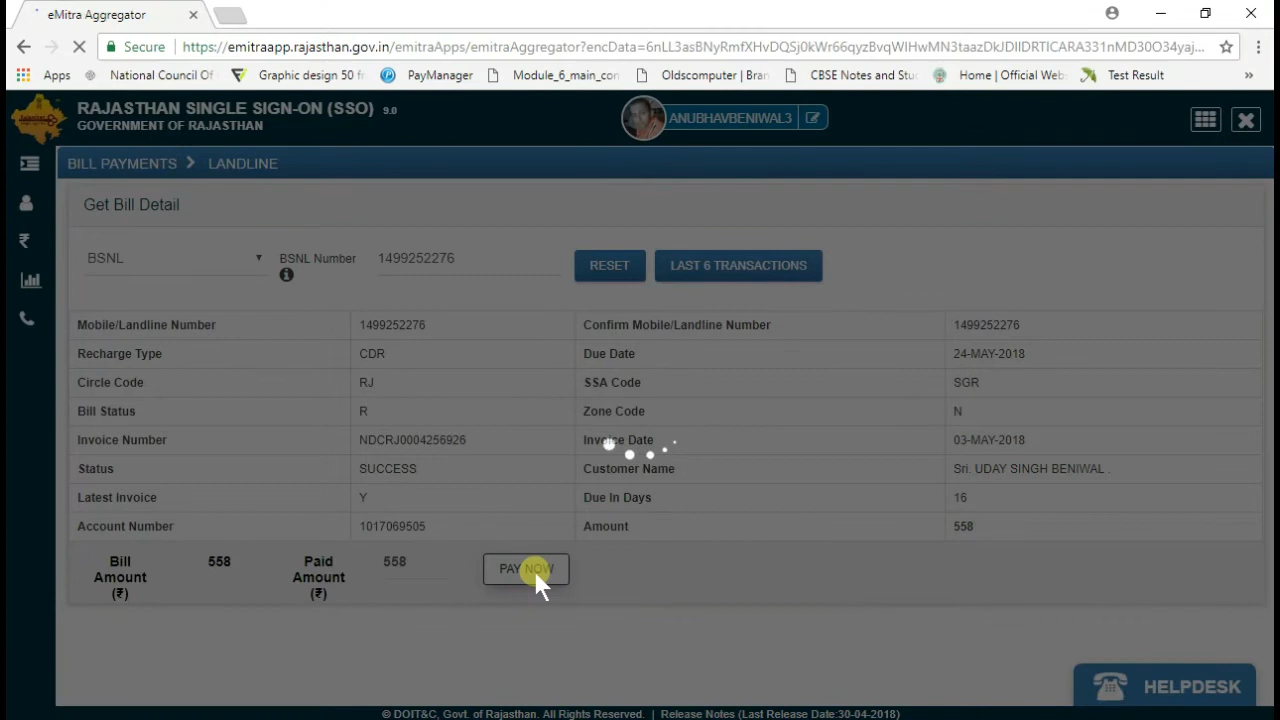 eMitra Aggregator
Secure https://emitraapp.rajasthan.gov.in/emitraApps/emitraAggregator?encData=6nLL3asBNyRmfXHvDQSj0kWr66qyzBvqWIHwMN3taazDkJDIlDRTICARA331nMD30O34yaj...
Apps National Council Of Graphic design 50 fr PayManager Module_6_main_con Oldscomputer | Bran CBSE Notes and Stu Home | Official Web Test Result »
RAJASTHAN SINGLE SIGN-ON (SSO) 9.0
GOVERNMENT OF RAJASTHAN
ANUBHAVBENIWAL3
BILL PAYMENTS LANDLINE
Get Bill Detail
BSNL BSNL Number 1499252276 RESET LAST 6 TRANSACTIONS
Mobile/Landline Number 1499252276 Confirm Mobile/Landline Number 1499252276
Recharge Type CDR Due Date 24-MAY-2018
Circle Code RJ SSA Code SGR
Bill Status R Zone Code N
Invoice Number NDCRJ0004256926 Invoice Date 03-MAY-2018
Status SUCCESS Customer Name Sri. UDAY SINGH BENIWAL .
Latest Invoice Y Due In Days 16
Account Number 1017069505 Amount 558
Bill Amount (₹) 558 Paid Amount (₹) 558 PAY NOW
HELPDESK
© DOIT&C, Govt. of Rajasthan. All Rights Reserved. | Release Notes (Last Release Date:30-04-2018)